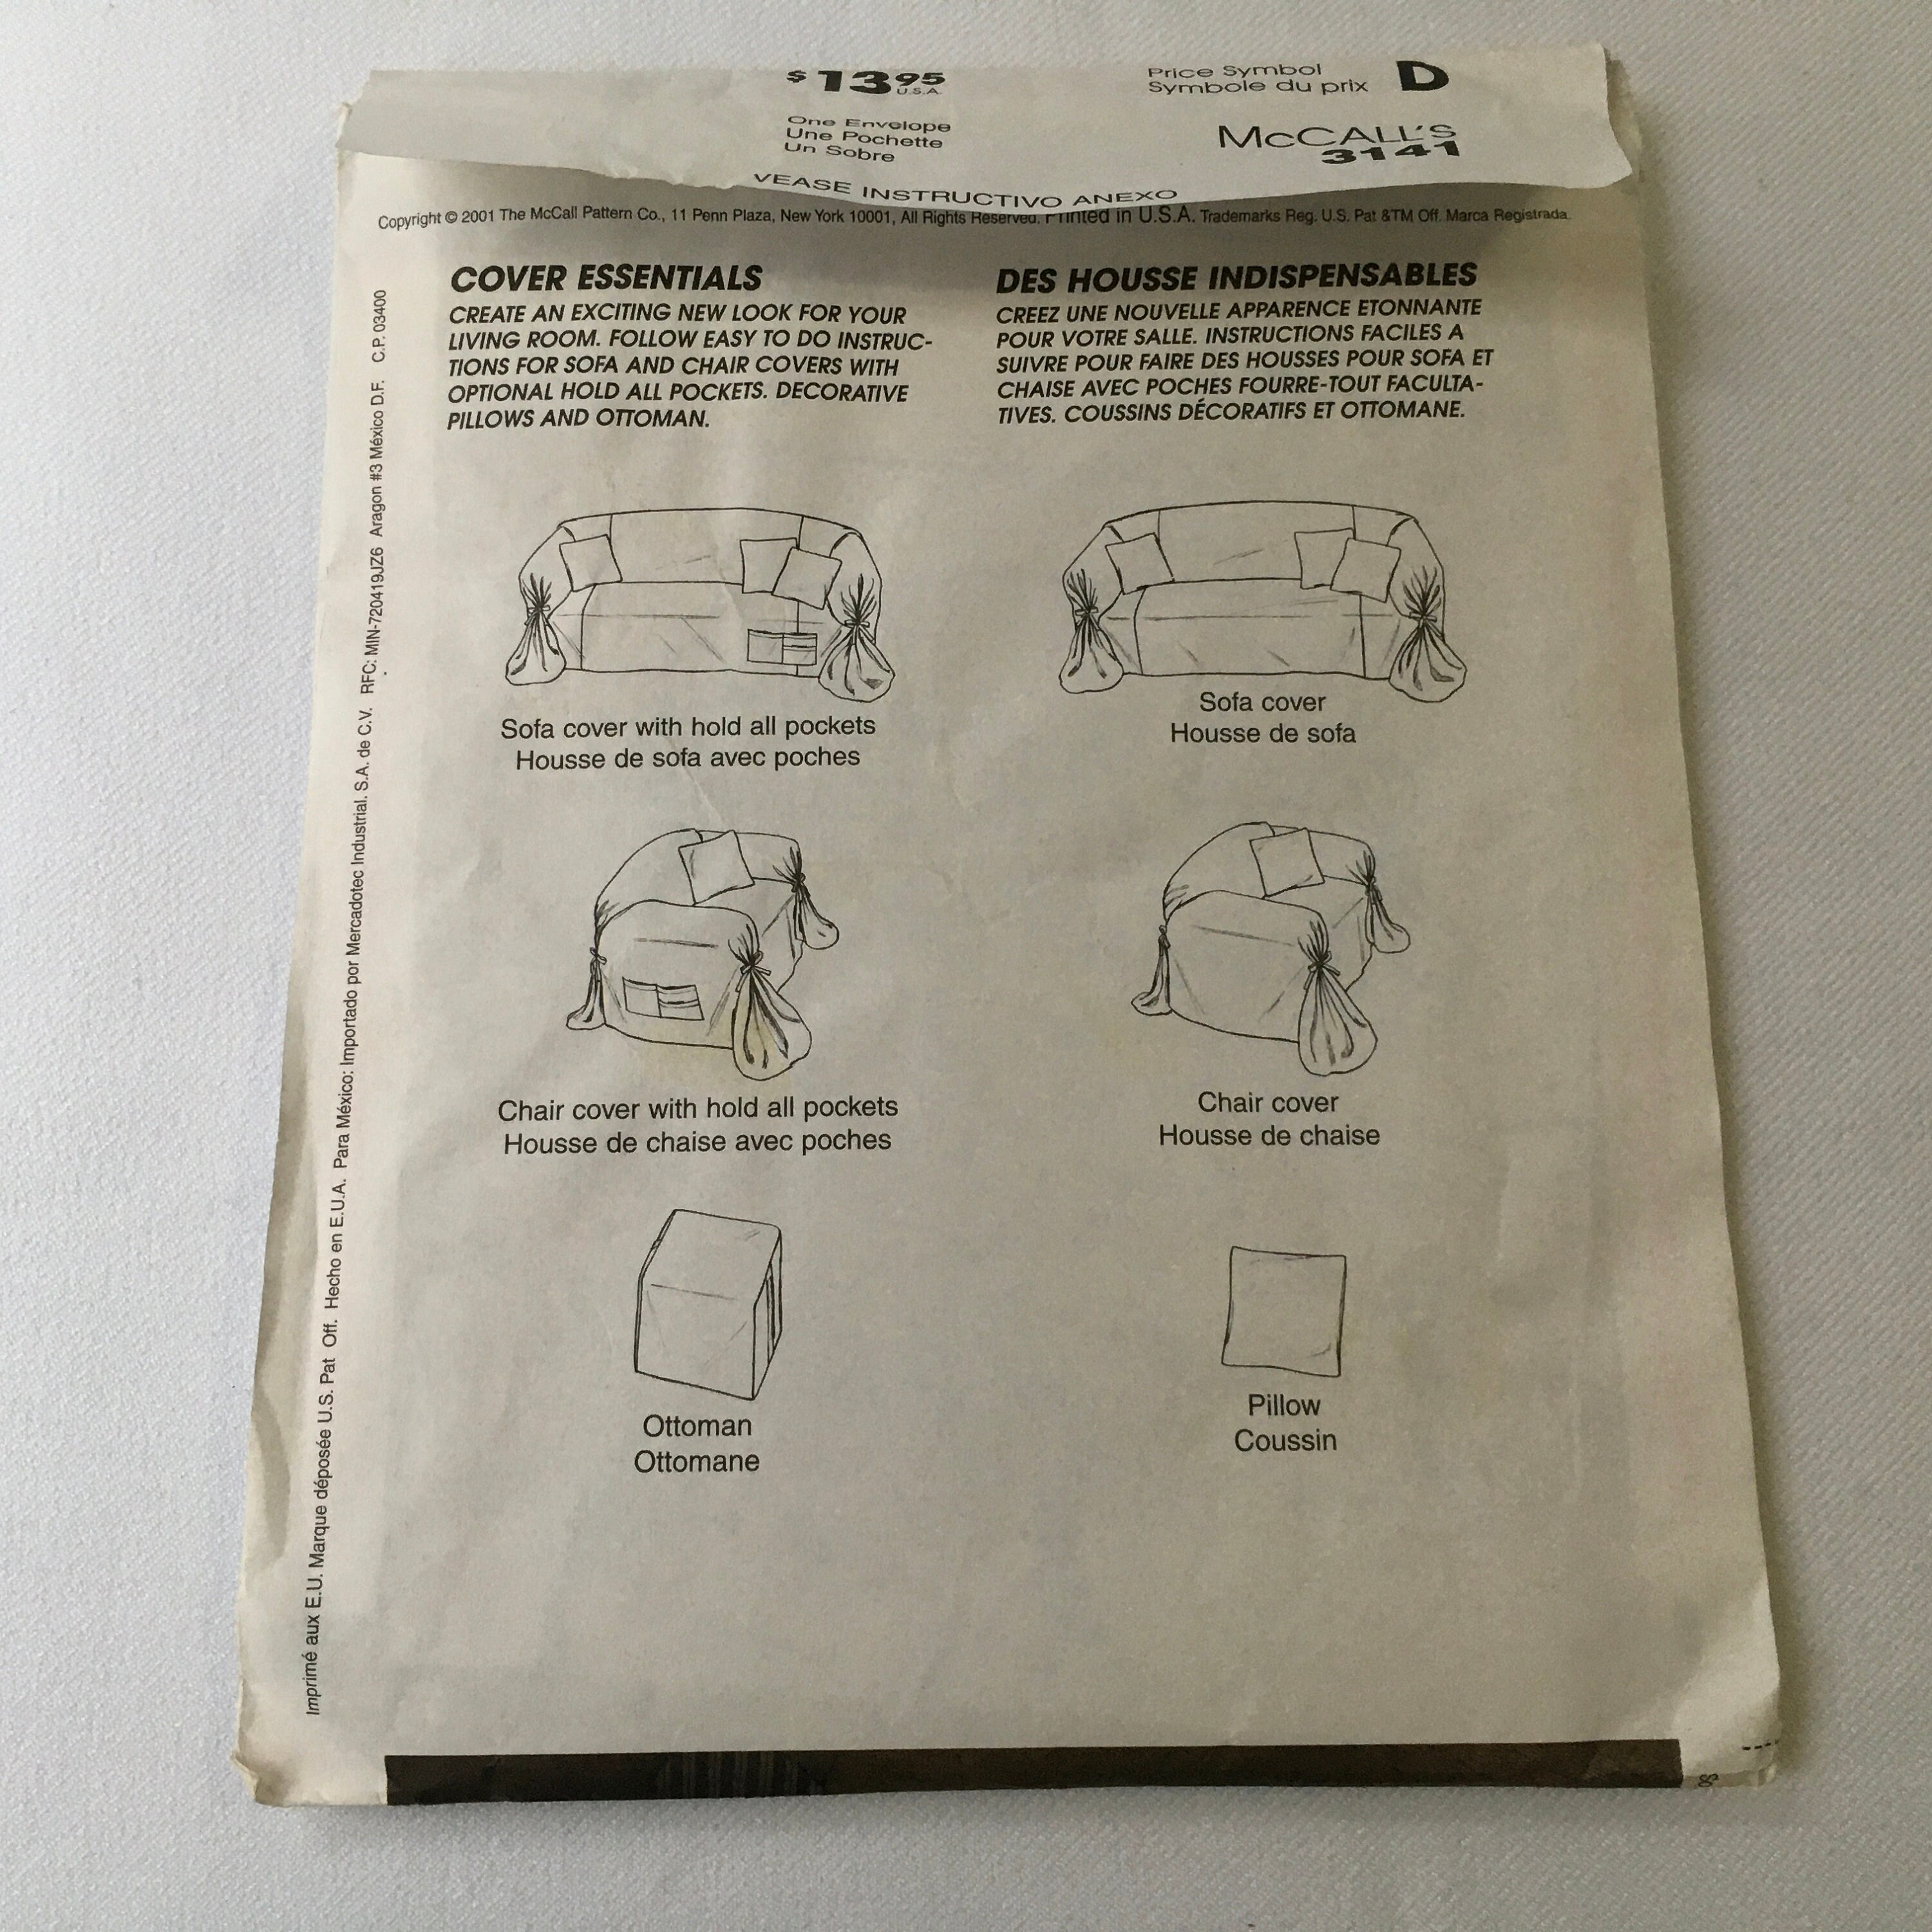 $13.95
U.S.A.
Price Symbol
Symbole du prix
D
One Envelope
Une Pochette
Un Sobre
McCALL'S
3141
VEASE INSTRUCTIVO ANEXO
Copyright © 2001 The McCall Pattern Co., 11 Penn Plaza, New York 10001, All Rights Reserved. Printed in U.S.A. Trademarks Reg. U.S. Pat &TM Off. Marca Registrada.
COVER ESSENTIALS
CREATE AN EXCITING NEW LOOK FOR YOUR
LIVING ROOM. FOLLOW EASY TO DO INSTRUC-
TIONS FOR SOFA AND CHAIR COVERS WITH
OPTIONAL HOLD ALL POCKETS. DECORATIVE
PILLOWS AND OTTOMAN.
DES HOUSSE INDISPENSABLES
CREEZ UNE NOUVELLE APPARENCE ETONNANTE
POUR VOTRE SALLE. INSTRUCTIONS FACILES A
SUIVRE POUR FAIRE DES HOUSSES POUR SOFA ET
CHAISE AVEC POCHES FOURRE-TOUT FACULTA-
TIVES. COUSSINS DÉCORATIFS ET OTTOMANE.
Sofa cover with hold all pockets
Housse de sofa avec poches
Sofa cover
Housse de sofa
Chair cover with hold all pockets
Housse de chaise avec poches
Chair cover
Housse de chaise
Ottoman
Ottomane
Pillow
Coussin
Imprimé aux E.U. Marque déposée U.S. Pat Off. Hecho en E.U.A. Para México: Importado por Mercadotec Industrial. S.A. de C.V. RFC: MIN-720419JZ6 Aragon #3 México D.F. C.P. 03400